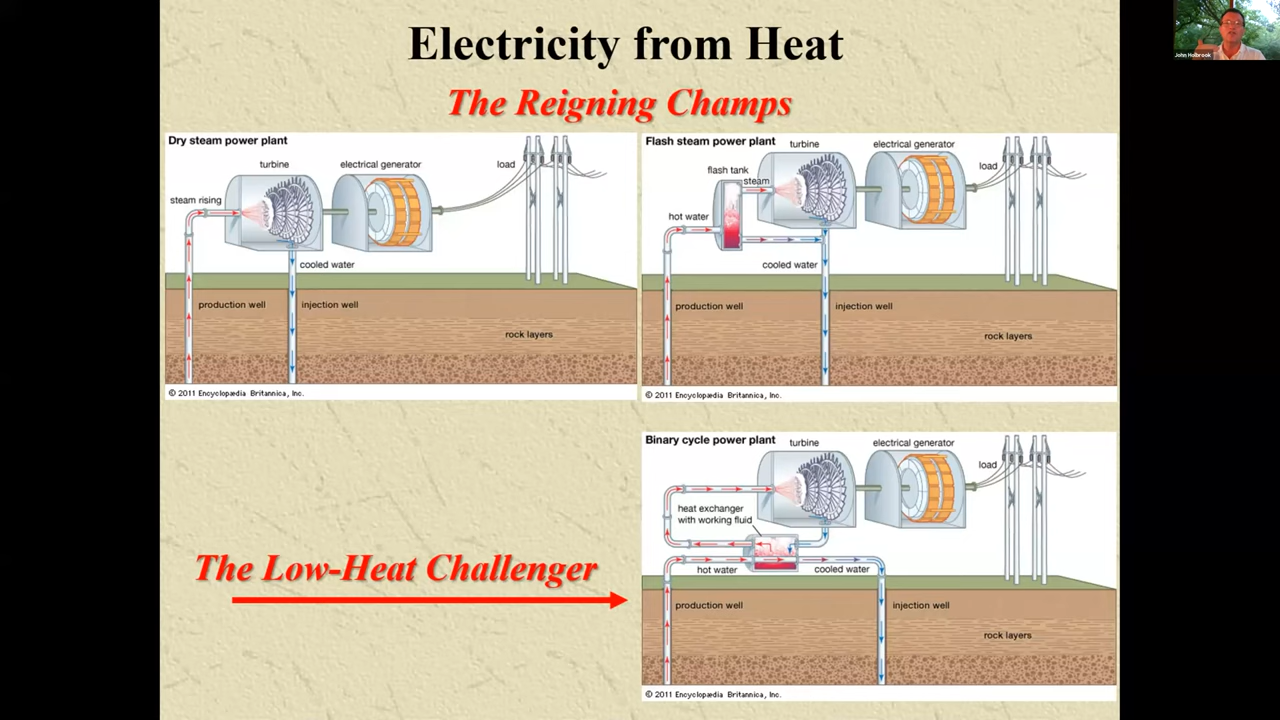 Electricity from Heat
The Reigning Champs
John Holbrook
Dry steam power plant
turbine
electrical generator
load
steam rising
cooled water
production well
injection well
rock layers
© 2011 Encyclopædia Britannica, Inc.
Flash steam power plant
turbine
electrical generator
load
flash tank
steam
hot water
cooled water
production well
injection well
rock layers
© 2011 Encyclopædia Britannica, Inc.
The Low-Heat Challenger
Binary cycle power plant
turbine
electrical generator
load
heat exchanger
with working fluid
hot water
cooled water
production well
injection well
rock layers
© 2011 Encyclopædia Britannica, Inc.